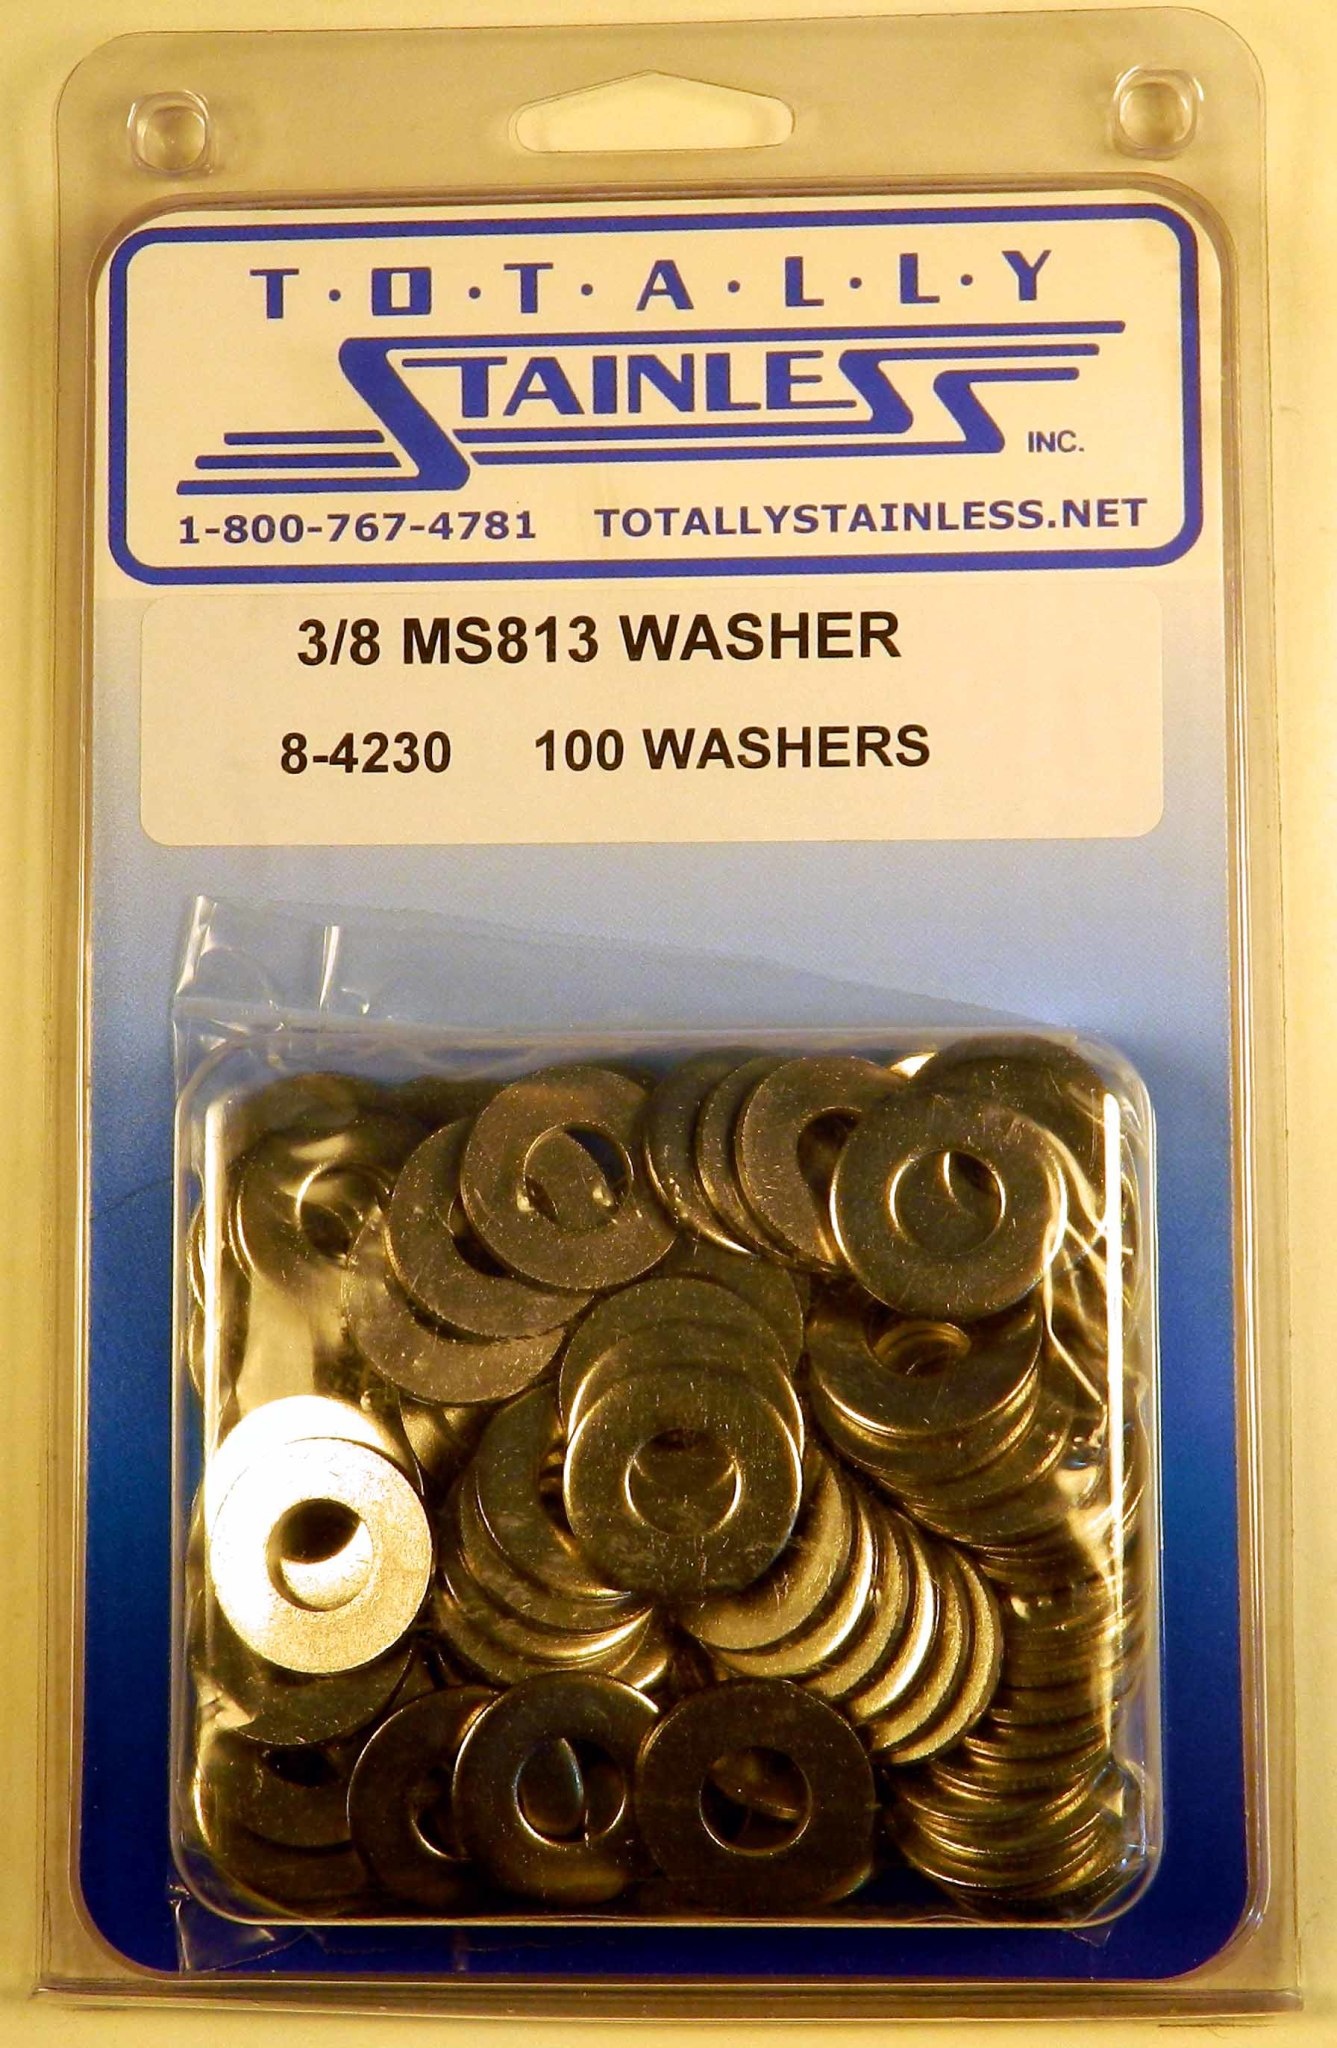 T·O·T·A·L·L·Y
STAINLESS
INC.
1-800-767-4781 TOTALLYSTAINLESS.NET
3/8 MS813 WASHER
8-4230 100 WASHERS